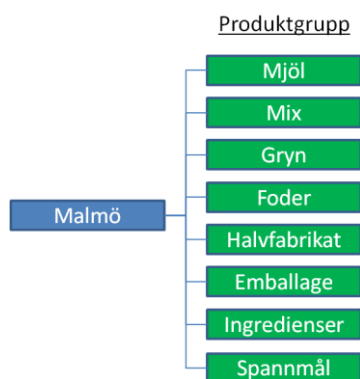 Produktgrupp
Mjöl
Mix
Gryn
Foder
Malmö
Halvfabrikat
Emballage
Ingredienser
Spannmål